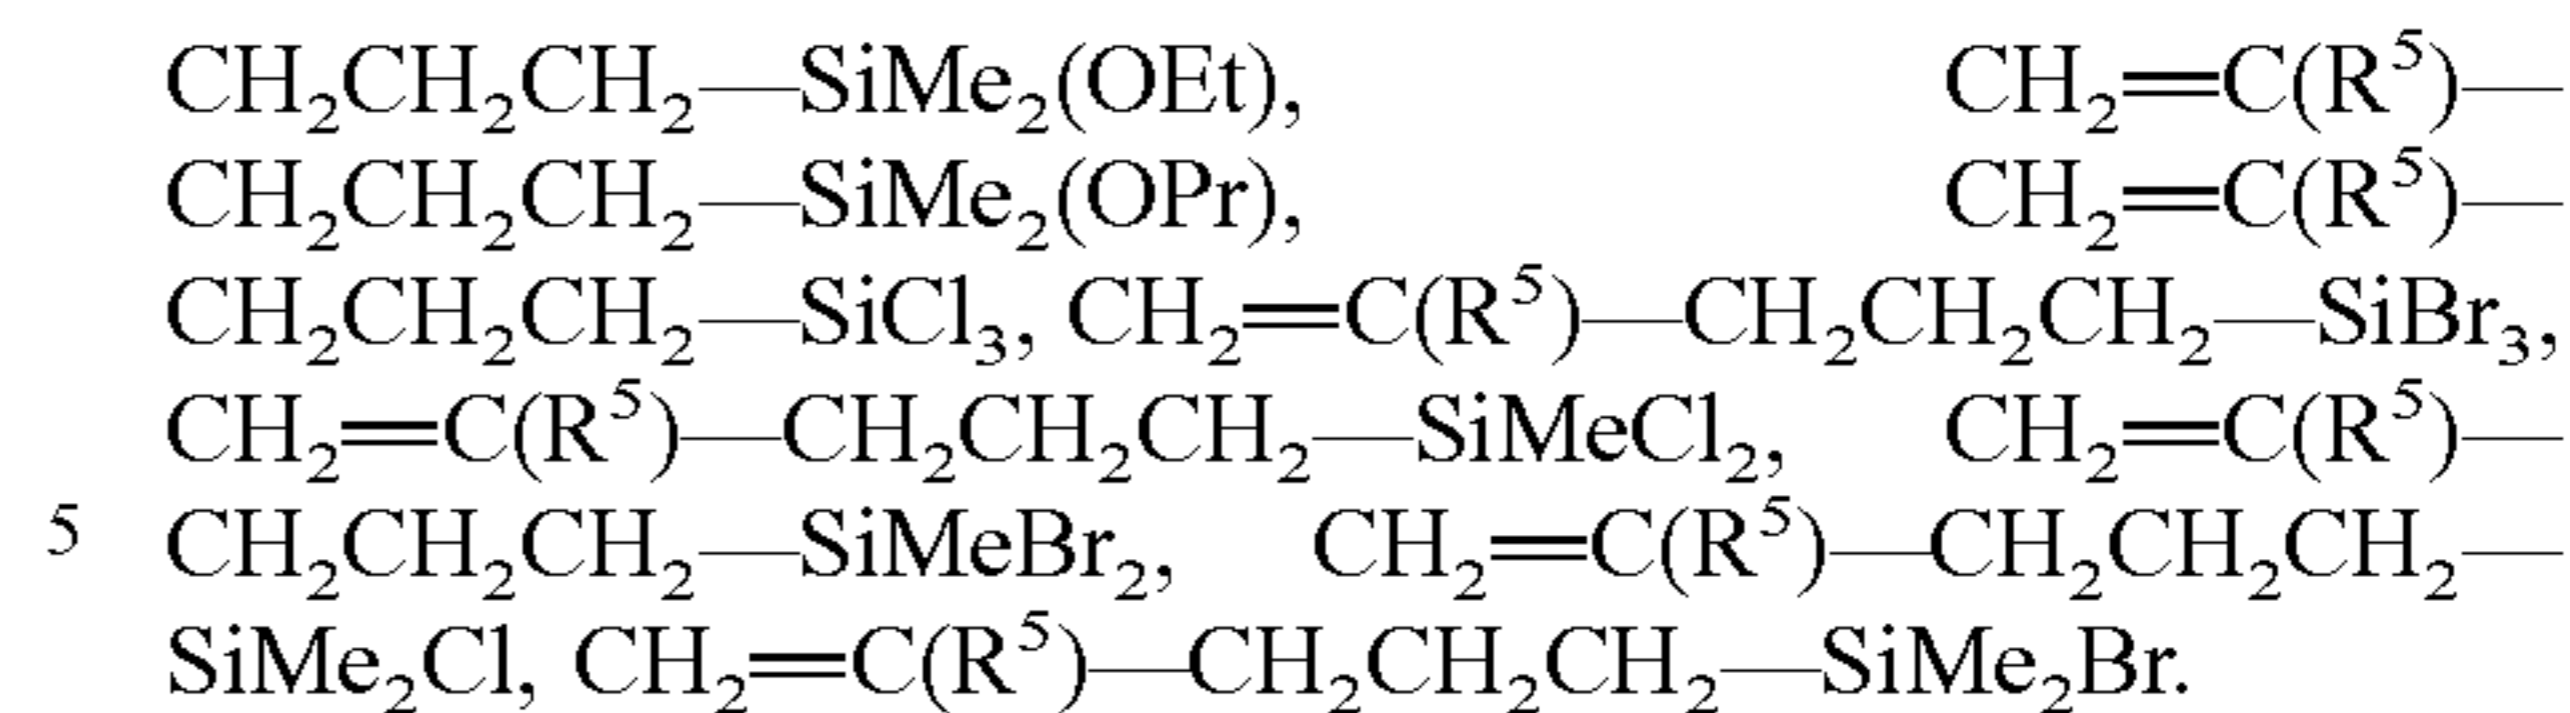 CH₂CH₂CH₂—SiMe₂(OEt), CH₂=C(R⁵)—
CH₂CH₂CH₂—SiMe₂(OPr), CH₂=C(R⁵)—
CH₂CH₂CH₂—SiCl₃, CH₂=C(R⁵)—CH₂CH₂CH₂—SiBr₃,
CH₂=C(R⁵)—CH₂CH₂CH₂—SiMeCl₂, CH₂=C(R⁵)—
5 CH₂CH₂CH₂—SiMeBr₂, CH₂=C(R⁵)—CH₂CH₂CH₂—
SiMe₂Cl, CH₂=C(R⁵)—CH₂CH₂CH₂—SiMe₂Br.